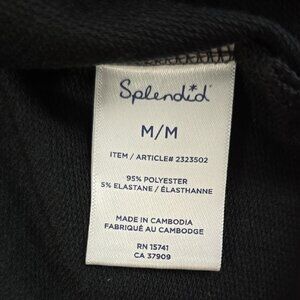 Splendid
M/M
ITEM / ARTICLE# 2323502
95% POLYESTER
5% ELASTANE / ÉLASTHANNE
MADE IN CAMBODIA
FABRIQUÉ AU CAMBODGE
RN 15741
CA 37909